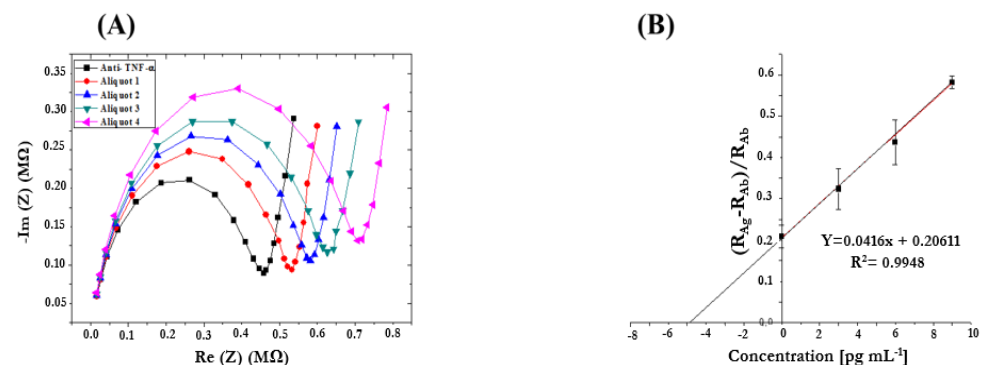 (A)
0.35
0.30
0.25
0.20
0.15
0.10
0.05
-Im (Z) (MΩ)
Anti- TNF-α
Aliquot 1
Aliquot 2
Aliquot 3
Aliquot 4
0.0 0.1 0.2 0.3 0.4 0.5 0.6 0.7 0.8
Re (Z) (MΩ)
(B)
(R_Ag-R_Ab)/R_Ab
0.6
0.5
0.4
0.3
0.2
0.1
0.0
Y=0.0416x + 0.20611
R²= 0.9948
-8 -6 -4 -2 0 2 4 6 8 10
Concentration [pg mL⁻¹]